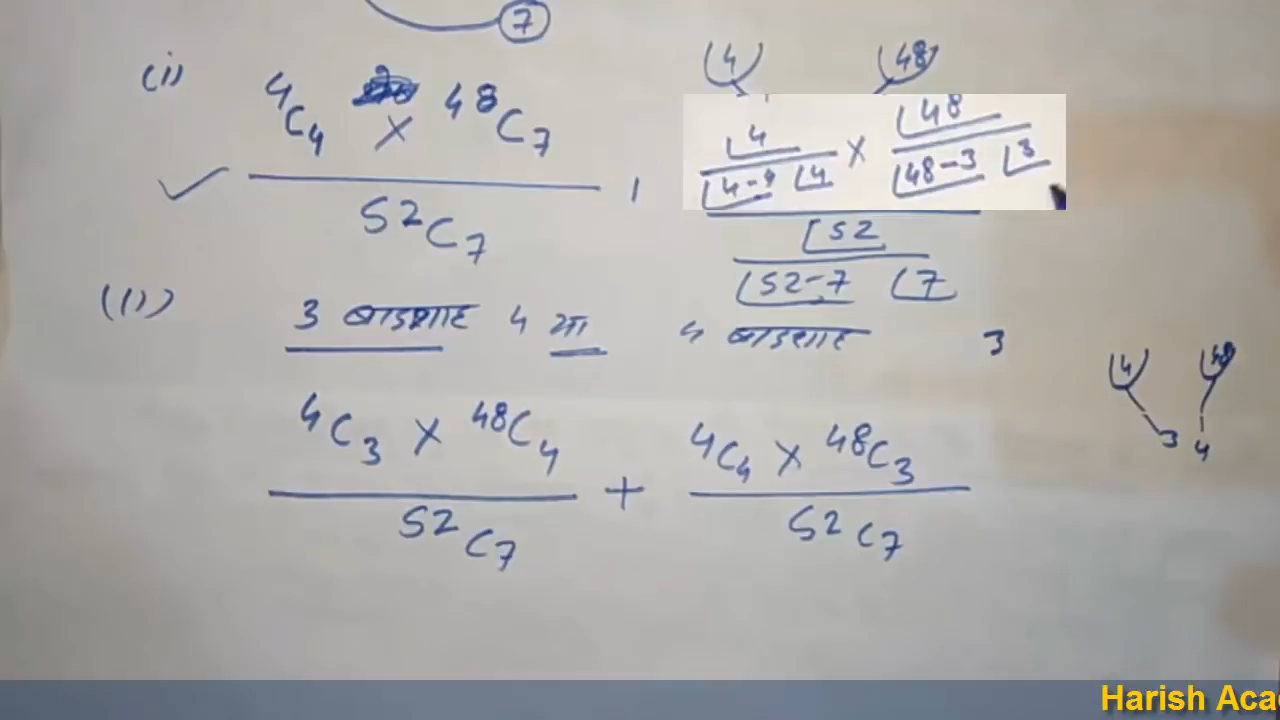 7
(i) ⁴C₄ × ⁴⁸C₇
⁵²C₇
,
4 48
⌊4 × ⌊48
⌊4-4 ⌊4 ⌊48-3 ⌊3
⌊52
⌊52-7 ⌊7
(ii) 3 बादशाह 4 4 बादशाह 3
⁴C₃ × ⁴⁸C₄ + ⁴C₄ × ⁴⁸C₃
⁵²C₇ ⁵²C₇
4 48
3 4
Harish Aca